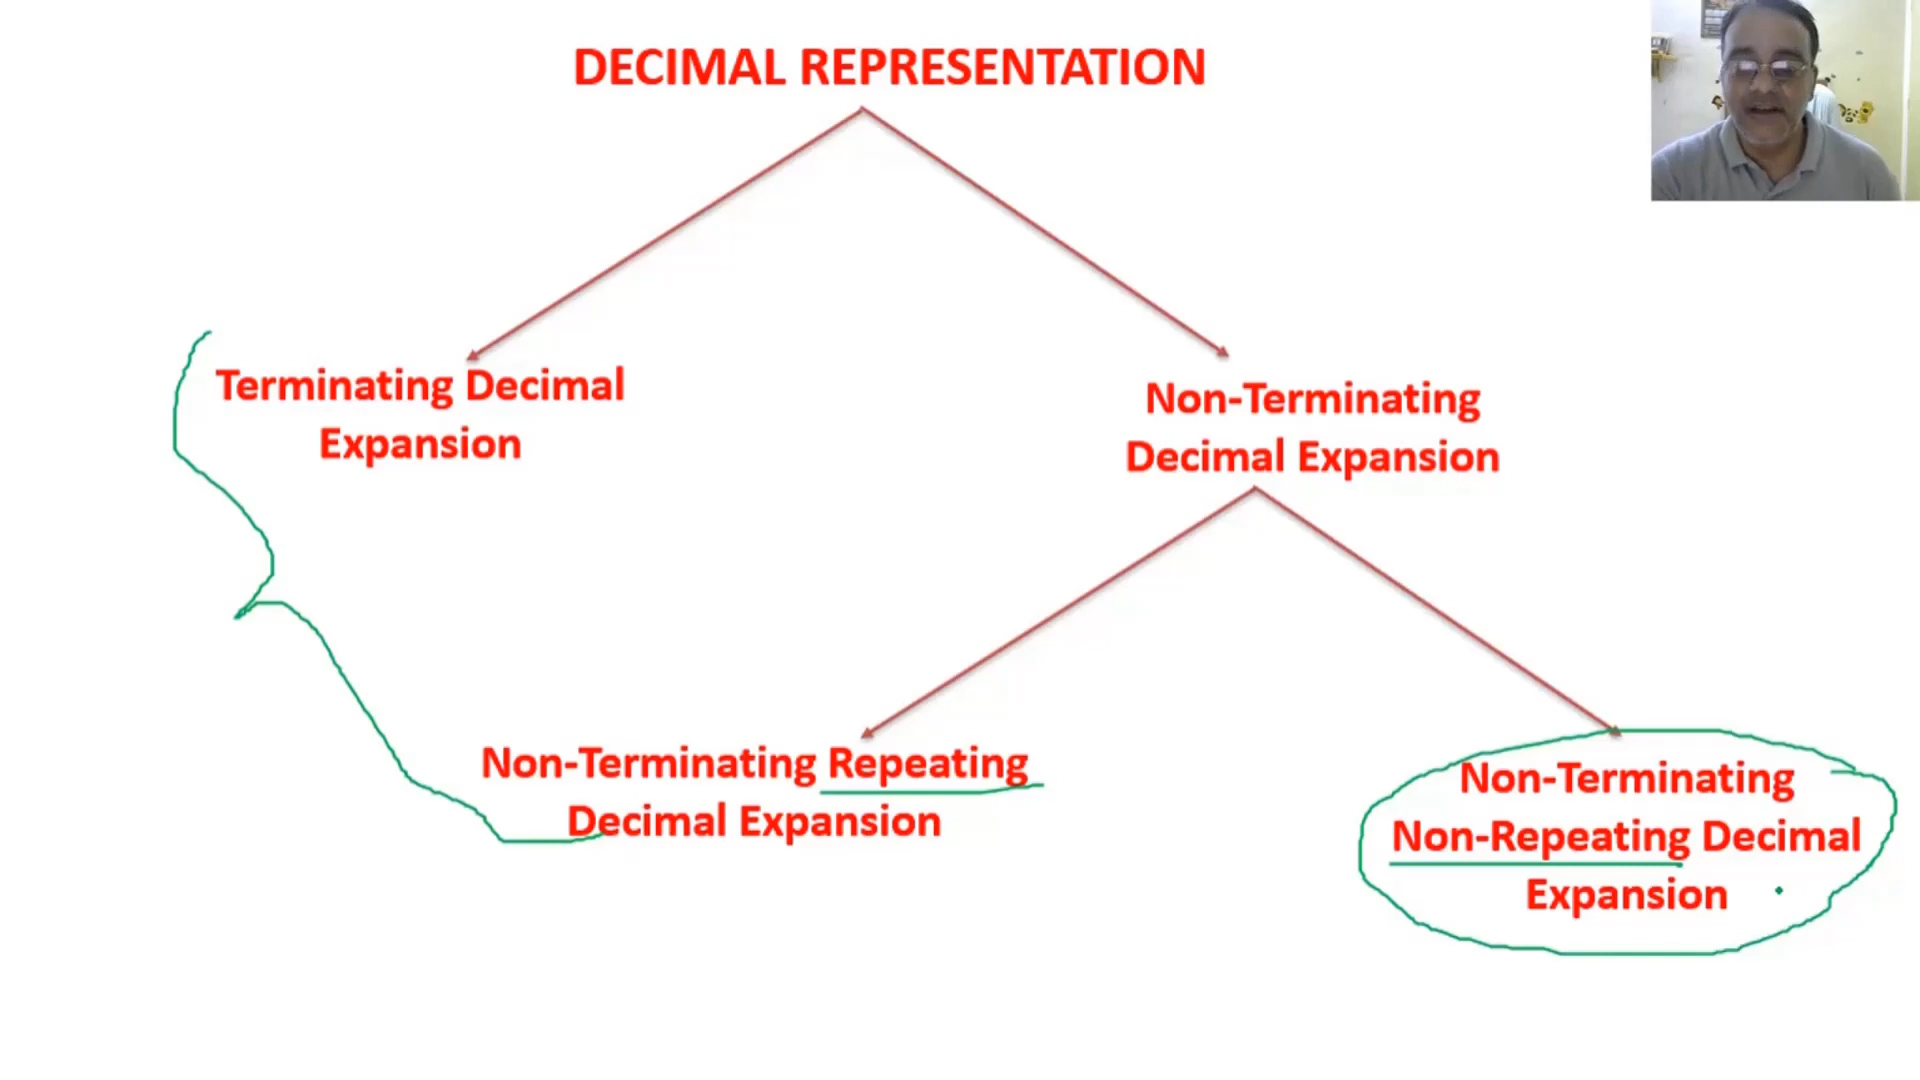 DECIMAL REPRESENTATION
Terminating Decimal
Expansion
Non-Terminating
Decimal Expansion
Non-Terminating Repeating
Decimal Expansion
Non-Terminating
Non-Repeating Decimal
Expansion